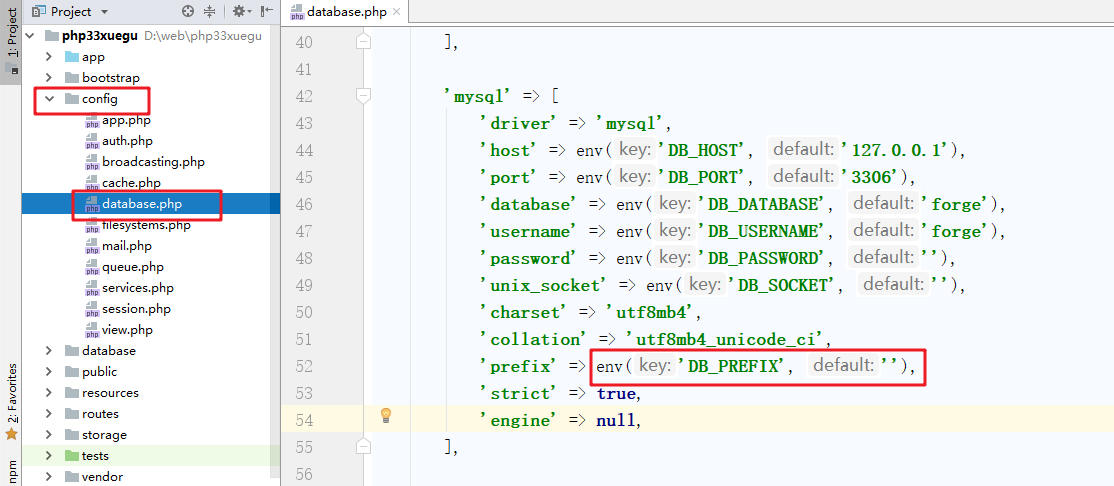 1: Project
2: Favorites
npm
Project
php33xuegu D:\web\php33xuegu
app
bootstrap
config
app.php
auth.php
broadcasting.php
cache.php
database.php
filesystems.php
mail.php
queue.php
services.php
session.php
view.php
database
public
resources
routes
storage
tests
vendor
database.php
40 ],
41
42 'mysql' => [
43 'driver' => 'mysql',
44 'host' => env( key: 'DB_HOST', default: '127.0.0.1'),
45 'port' => env( key: 'DB_PORT', default: '3306'),
46 'database' => env( key: 'DB_DATABASE', default: 'forge'),
47 'username' => env( key: 'DB_USERNAME', default: 'forge'),
48 'password' => env( key: 'DB_PASSWORD', default: ''),
49 'unix_socket' => env( key: 'DB_SOCKET', default: ''),
50 'charset' => 'utf8mb4',
51 'collation' => 'utf8mb4_unicode_ci',
52 'prefix' => env( key: 'DB_PREFIX', default: ''),
53 'strict' => true,
54 'engine' => null,
55 ],
56